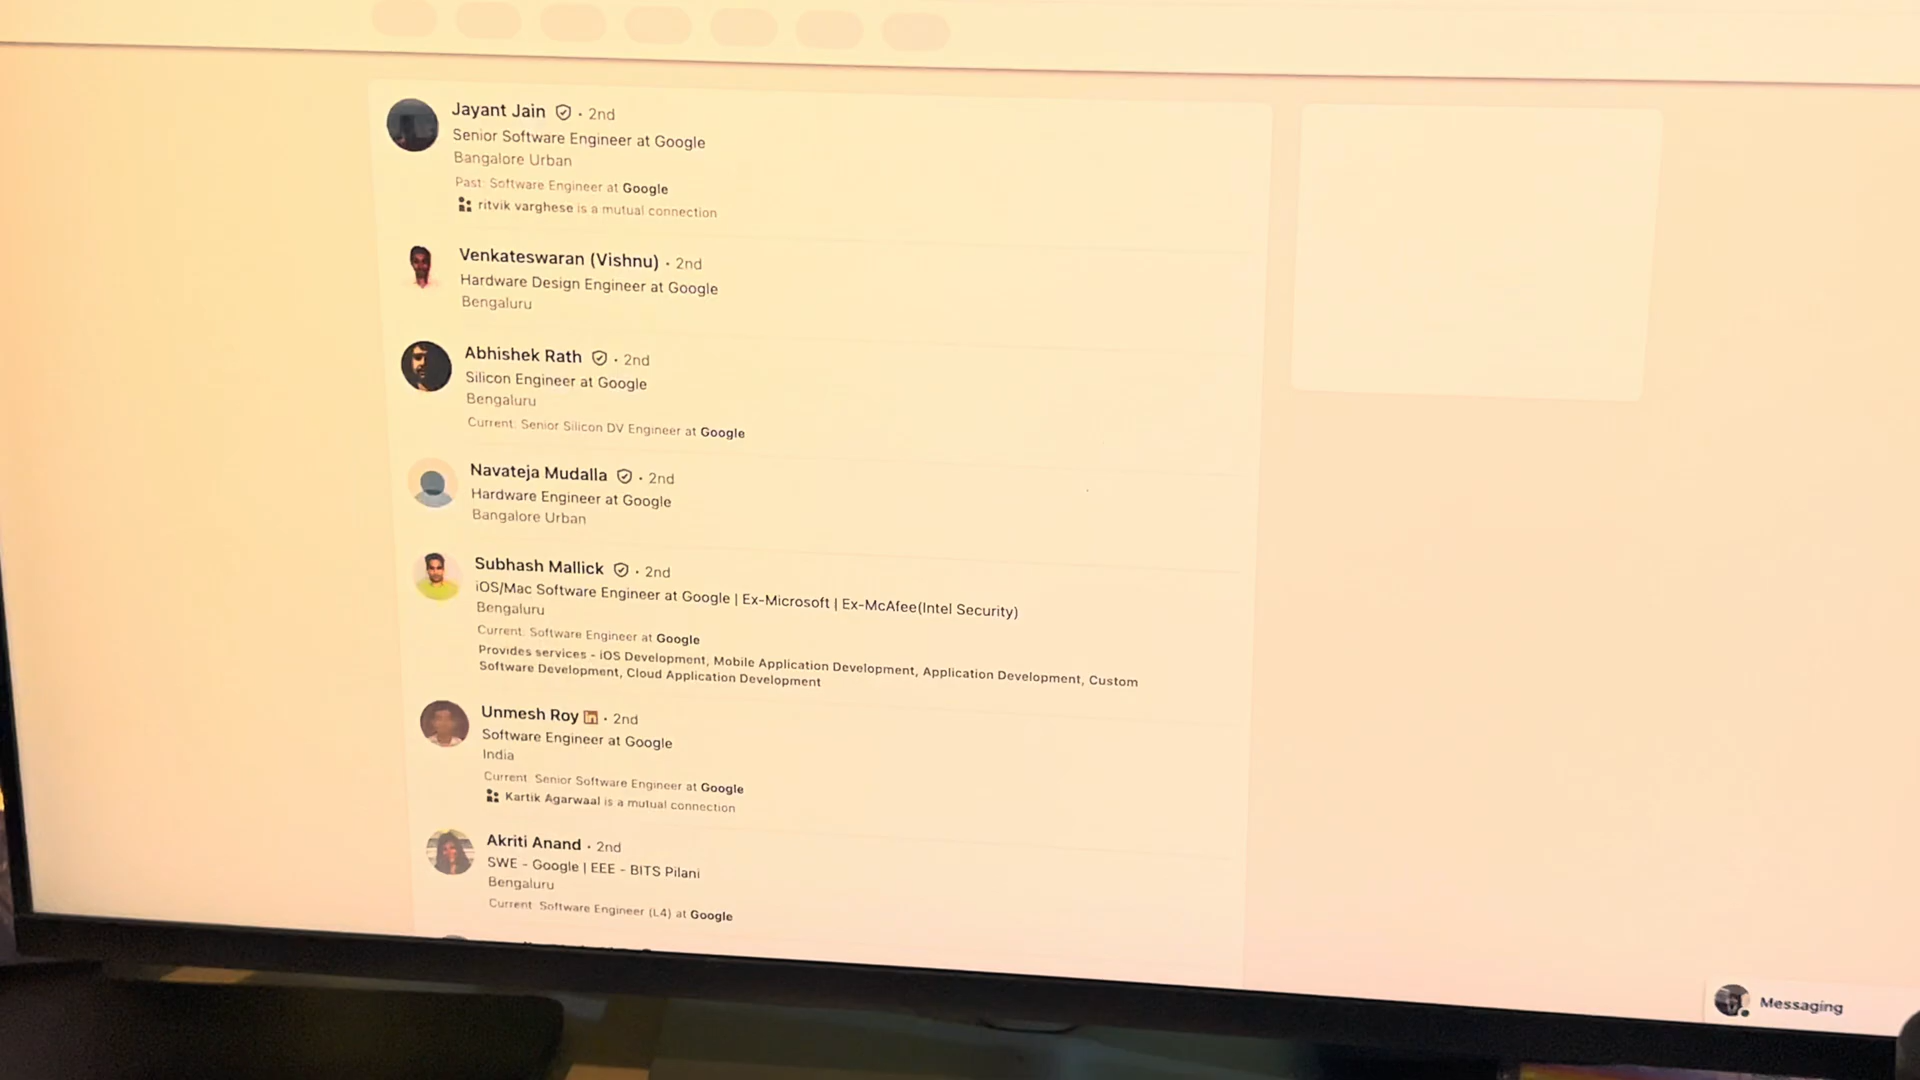 Jayant Jain · 2nd
Senior Software Engineer at Google
Bangalore Urban
Past: Software Engineer at Google
ritvik varghese is a mutual connection
Venkateswaran (Vishnu) · 2nd
Hardware Design Engineer at Google
Bengaluru
Abhishek Rath · 2nd
Silicon Engineer at Google
Bengaluru
Current: Senior Silicon DV Engineer at Google
Navateja Mudalla · 2nd
Hardware Engineer at Google
Bangalore Urban
Subhash Mallick · 2nd
iOS/Mac Software Engineer at Google | Ex-Microsoft | Ex-McAfee(Intel Security)
Bengaluru
Current: Software Engineer at Google
Provides services - iOS Development, Mobile Application Development, Application Development, Custom
Software Development, Cloud Application Development
Unmesh Roy in · 2nd
Software Engineer at Google
India
Current: Senior Software Engineer at Google
Kartik Agarwaal is a mutual connection
Akriti Anand · 2nd
SWE - Google | EEE - BITS Pilani
Bengaluru
Current: Software Engineer (L4) at Google
Messaging